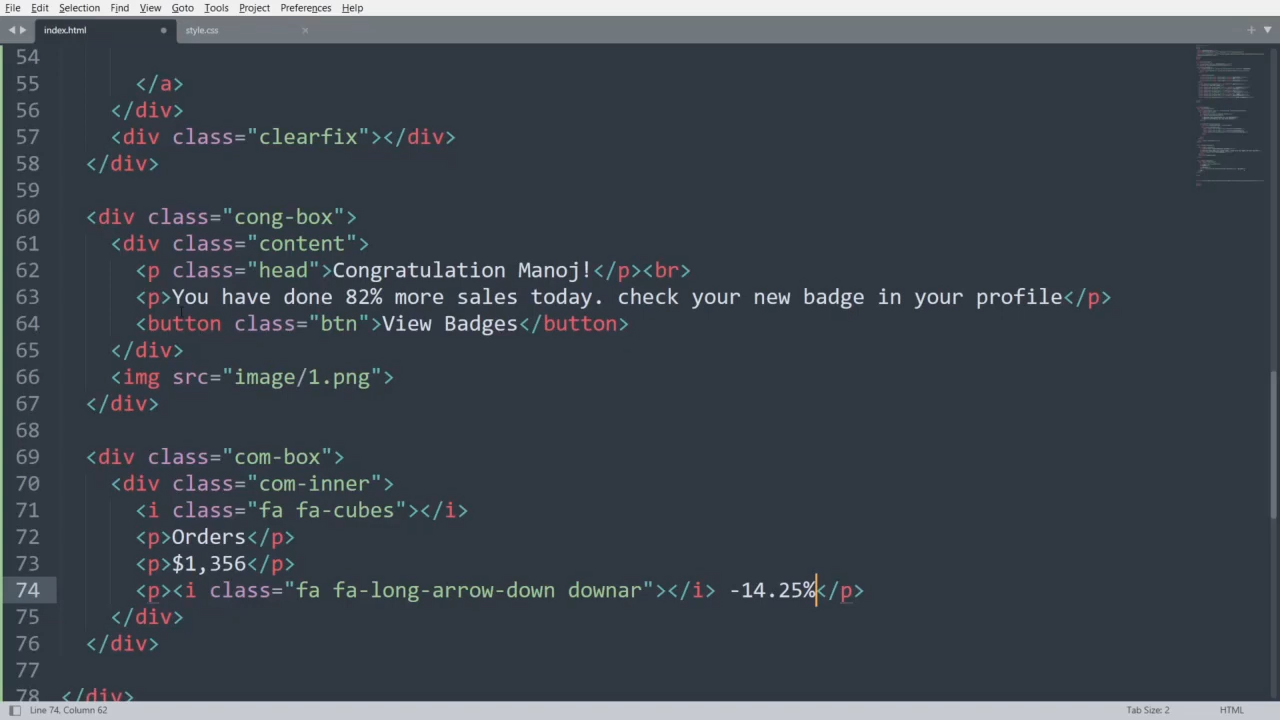 File Edit Selection Find View Goto Tools Project Preferences Help
index.html style.css
54
55 </a>
56 </div>
57 <div class="clearfix"></div>
58 </div>
59
60 <div class="cong-box">
61 <div class="content">
62 <p class="head">Congratulation Manoj!</p><br>
63 <p>You have done 82% more sales today. check your new badge in your profile</p>
64 <button class="btn">View Badges</button>
65 </div>
66 <img src="image/1.png">
67 </div>
68
69 <div class="com-box">
70 <div class="com-inner">
71 <i class="fa fa-cubes"></i>
72 <p>Orders</p>
73 <p>$1,356</p>
74 <p><i class="fa fa-long-arrow-down downar"></i> -14.25%</p>
75 </div>
76 </div>
77
78 </div>
Line 74, Column 62 Tab Size: 2 HTML